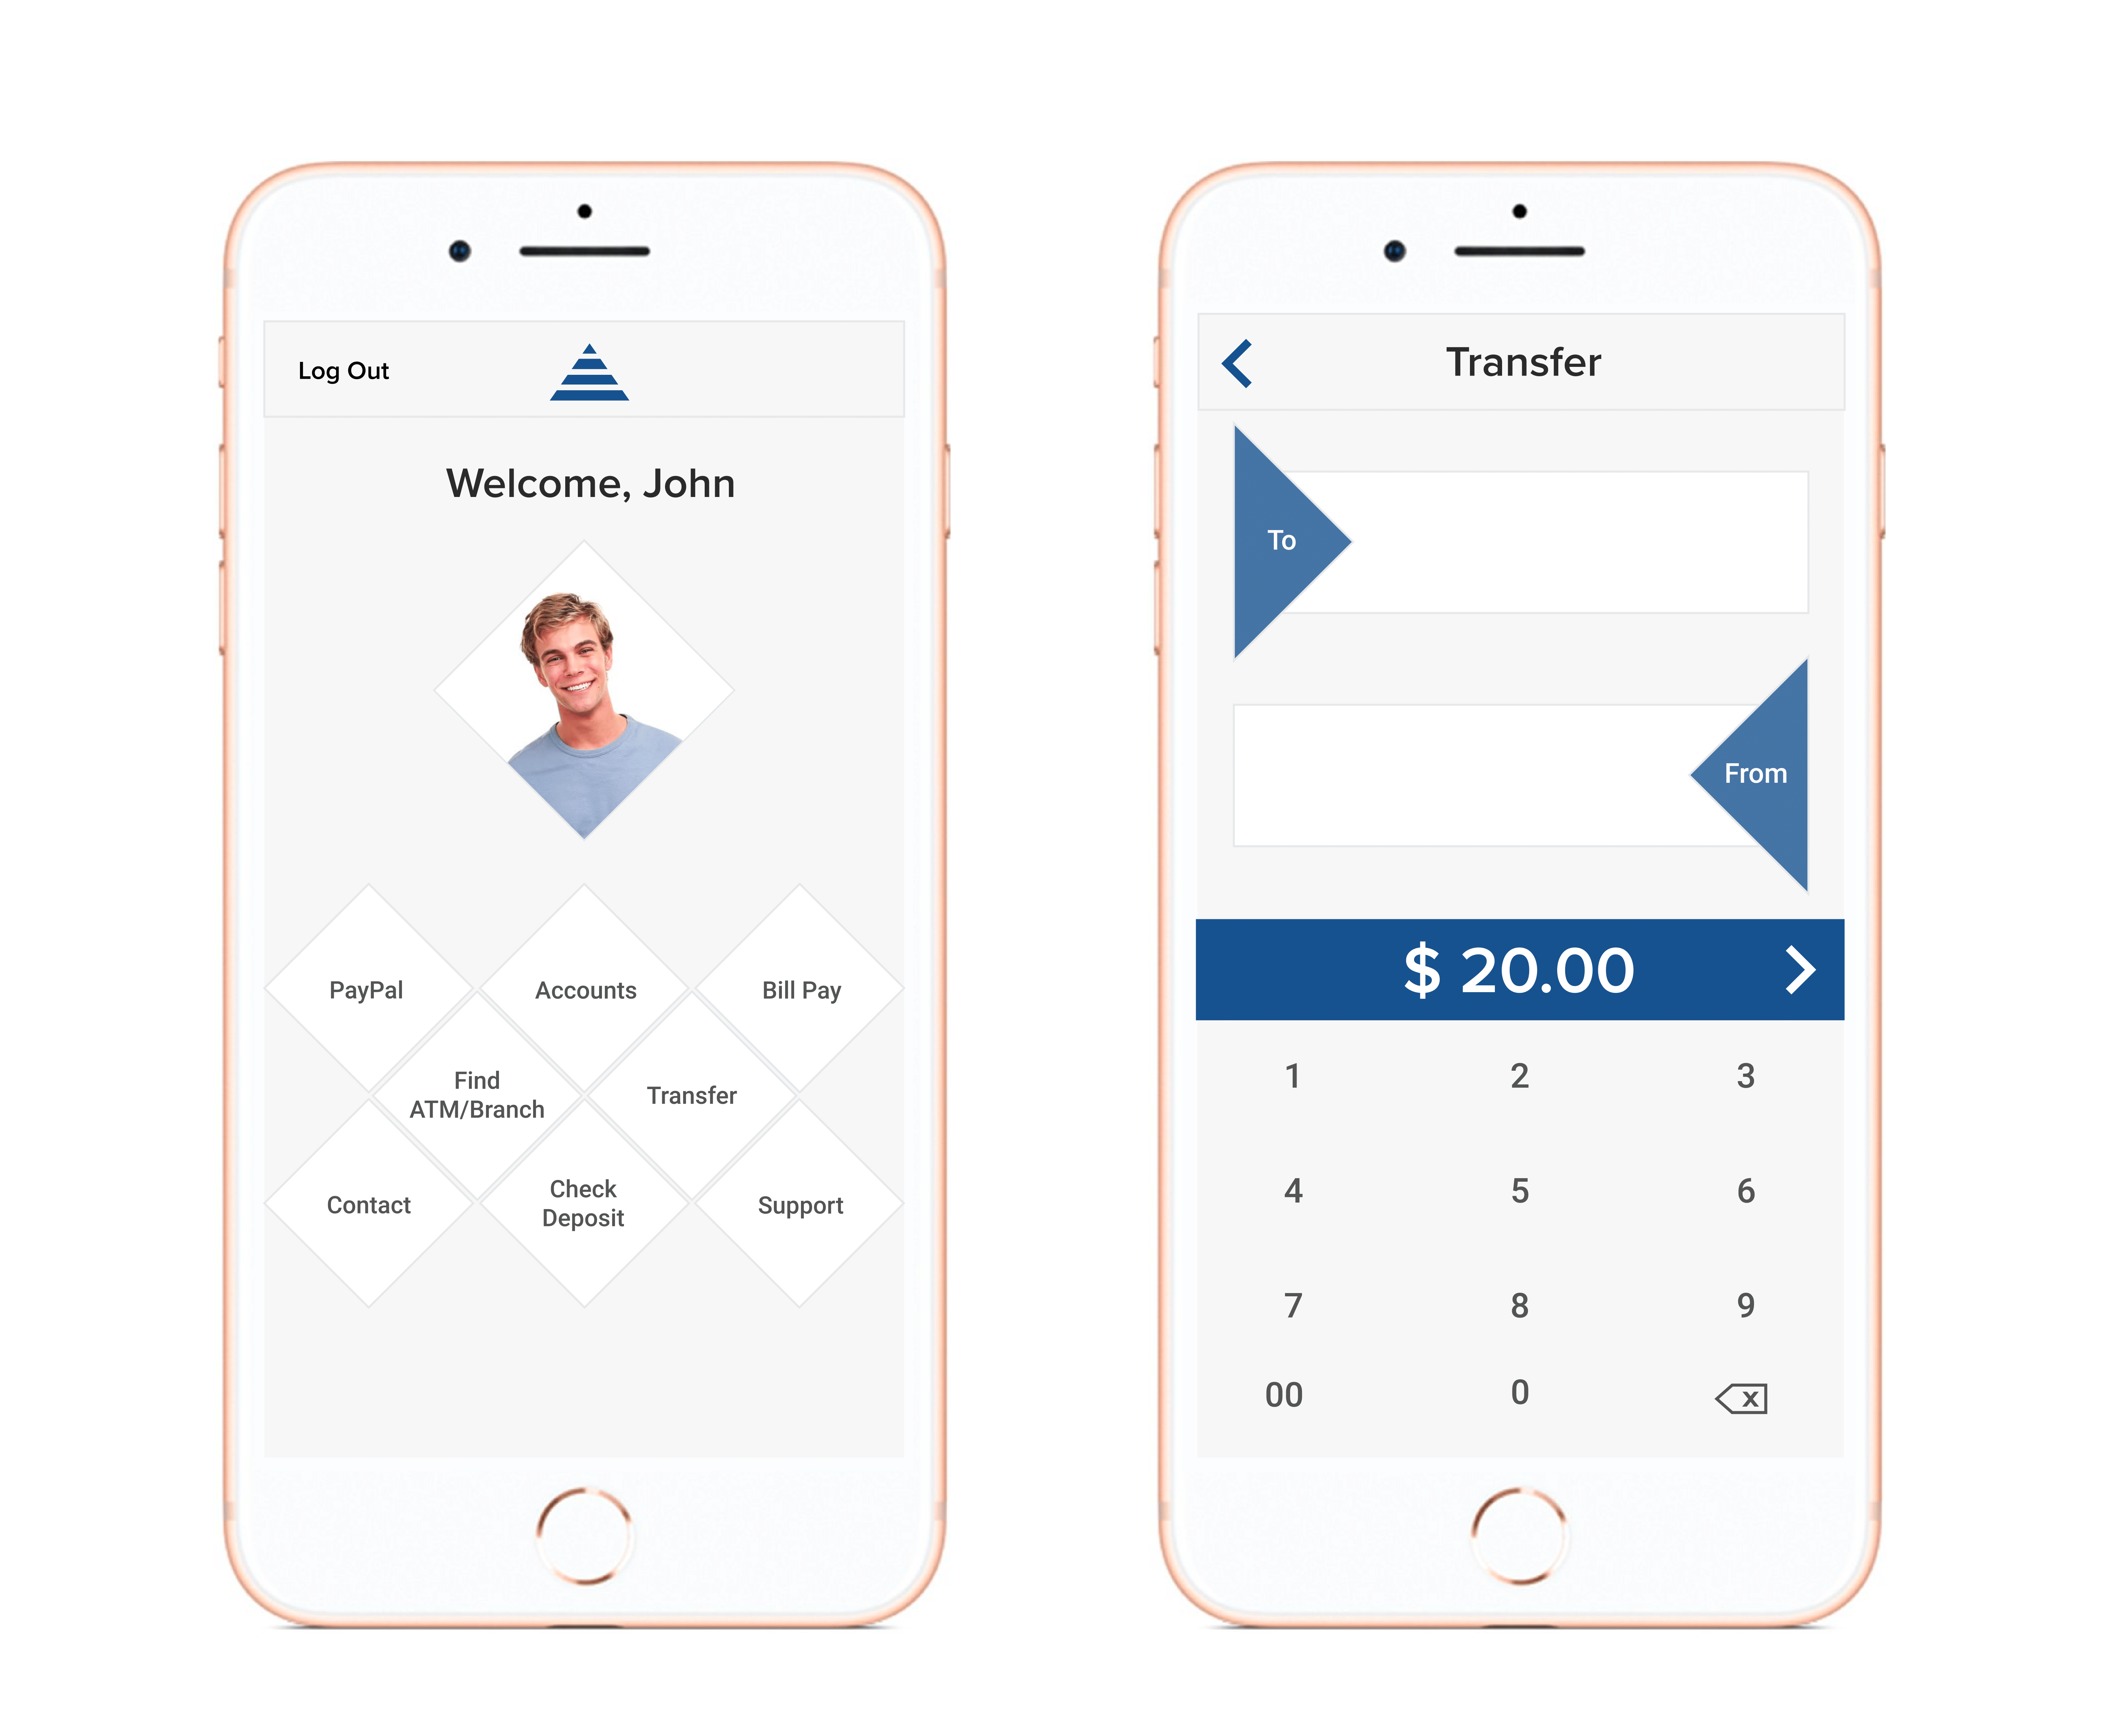 Log Out
Welcome, John
PayPal
Accounts
Bill Pay
Find
ATM/Branch
Transfer
Contact
Check
Deposit
Support
Transfer
To
From
$ 20.00
1 2 3
4 5 6
7 8 9
00 0 x